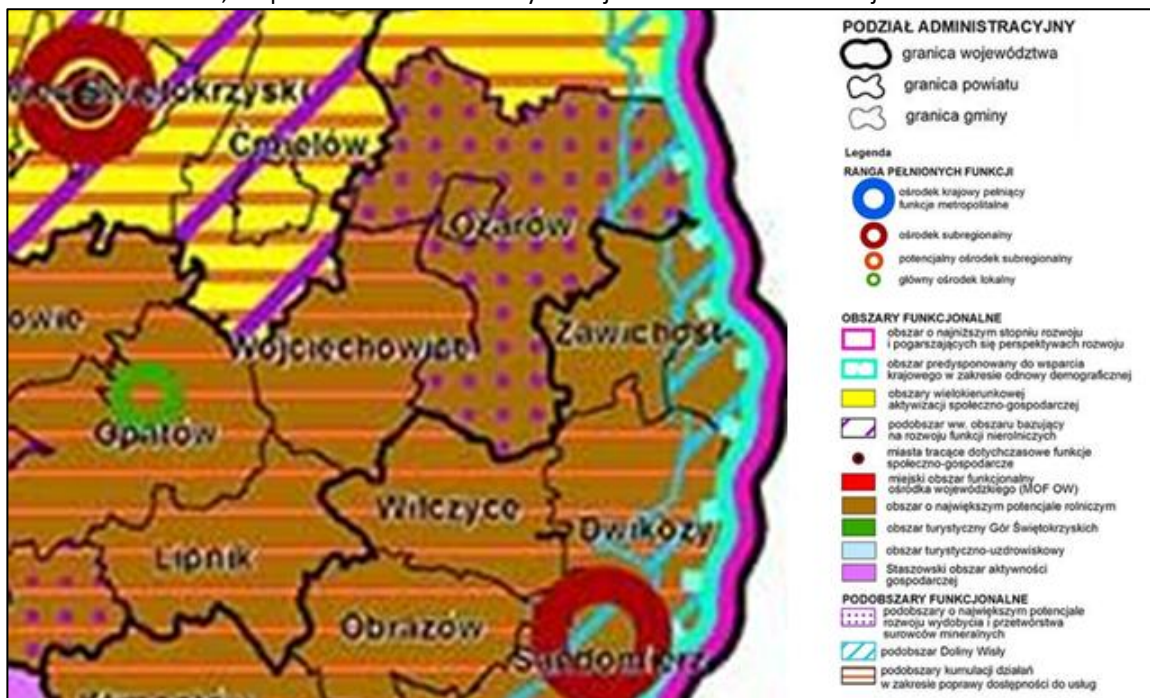 PODZIAŁ ADMINISTRACYJNY
granica województwa
granica powiatu
granica gminy
Legenda
RANGA PEŁNIONYCH FUNKCJI
ośrodek krajowy pełniący
funkcje metropolitalne
ośrodek subregionalny
potencjalny ośrodek subregionalny
główny ośrodek lokalny
OBSZARY FUNKCJONALNE
obszar o najniższym stopniu rozwoju
i pogarszających się perspektywach rozwoju
obszar predysponowany do wsparcia
krajowego w zakresie odnowy demograficznej
obszary wielokierunkowej
aktywizacji społeczno-gospodarczej
podobszar ww. obszaru bazujący
na rozwoju funkcji nierolniczych
miasta tracące dotychczasowe funkcje
społeczno-gospodarcze
miejski obszar funkcjonalny
ośrodka wojewódzkiego (MOF OW)
obszar o największym potencjale rolniczym
obszar turystyczny Gór Świętokrzyskich
obszar turystyczno-uzdrowiskowy
Staszowski obszar aktywności
gospodarczej
PODOBSZARY FUNKCJONALNE
podobszary o największym potencjale
rozwoju wydobycia i przetwórstwa
surowców mineralnych
podobszar Doliny Wisły
podobszary kumulacji działań
w zakresie poprawy dostępności do usług
Ćmielów
Ożarów
owie
Wojciechowice
Zawichost
Opatów
Wilczyce
Dwikozy
Lipnik
Obrazów
Sandomierz